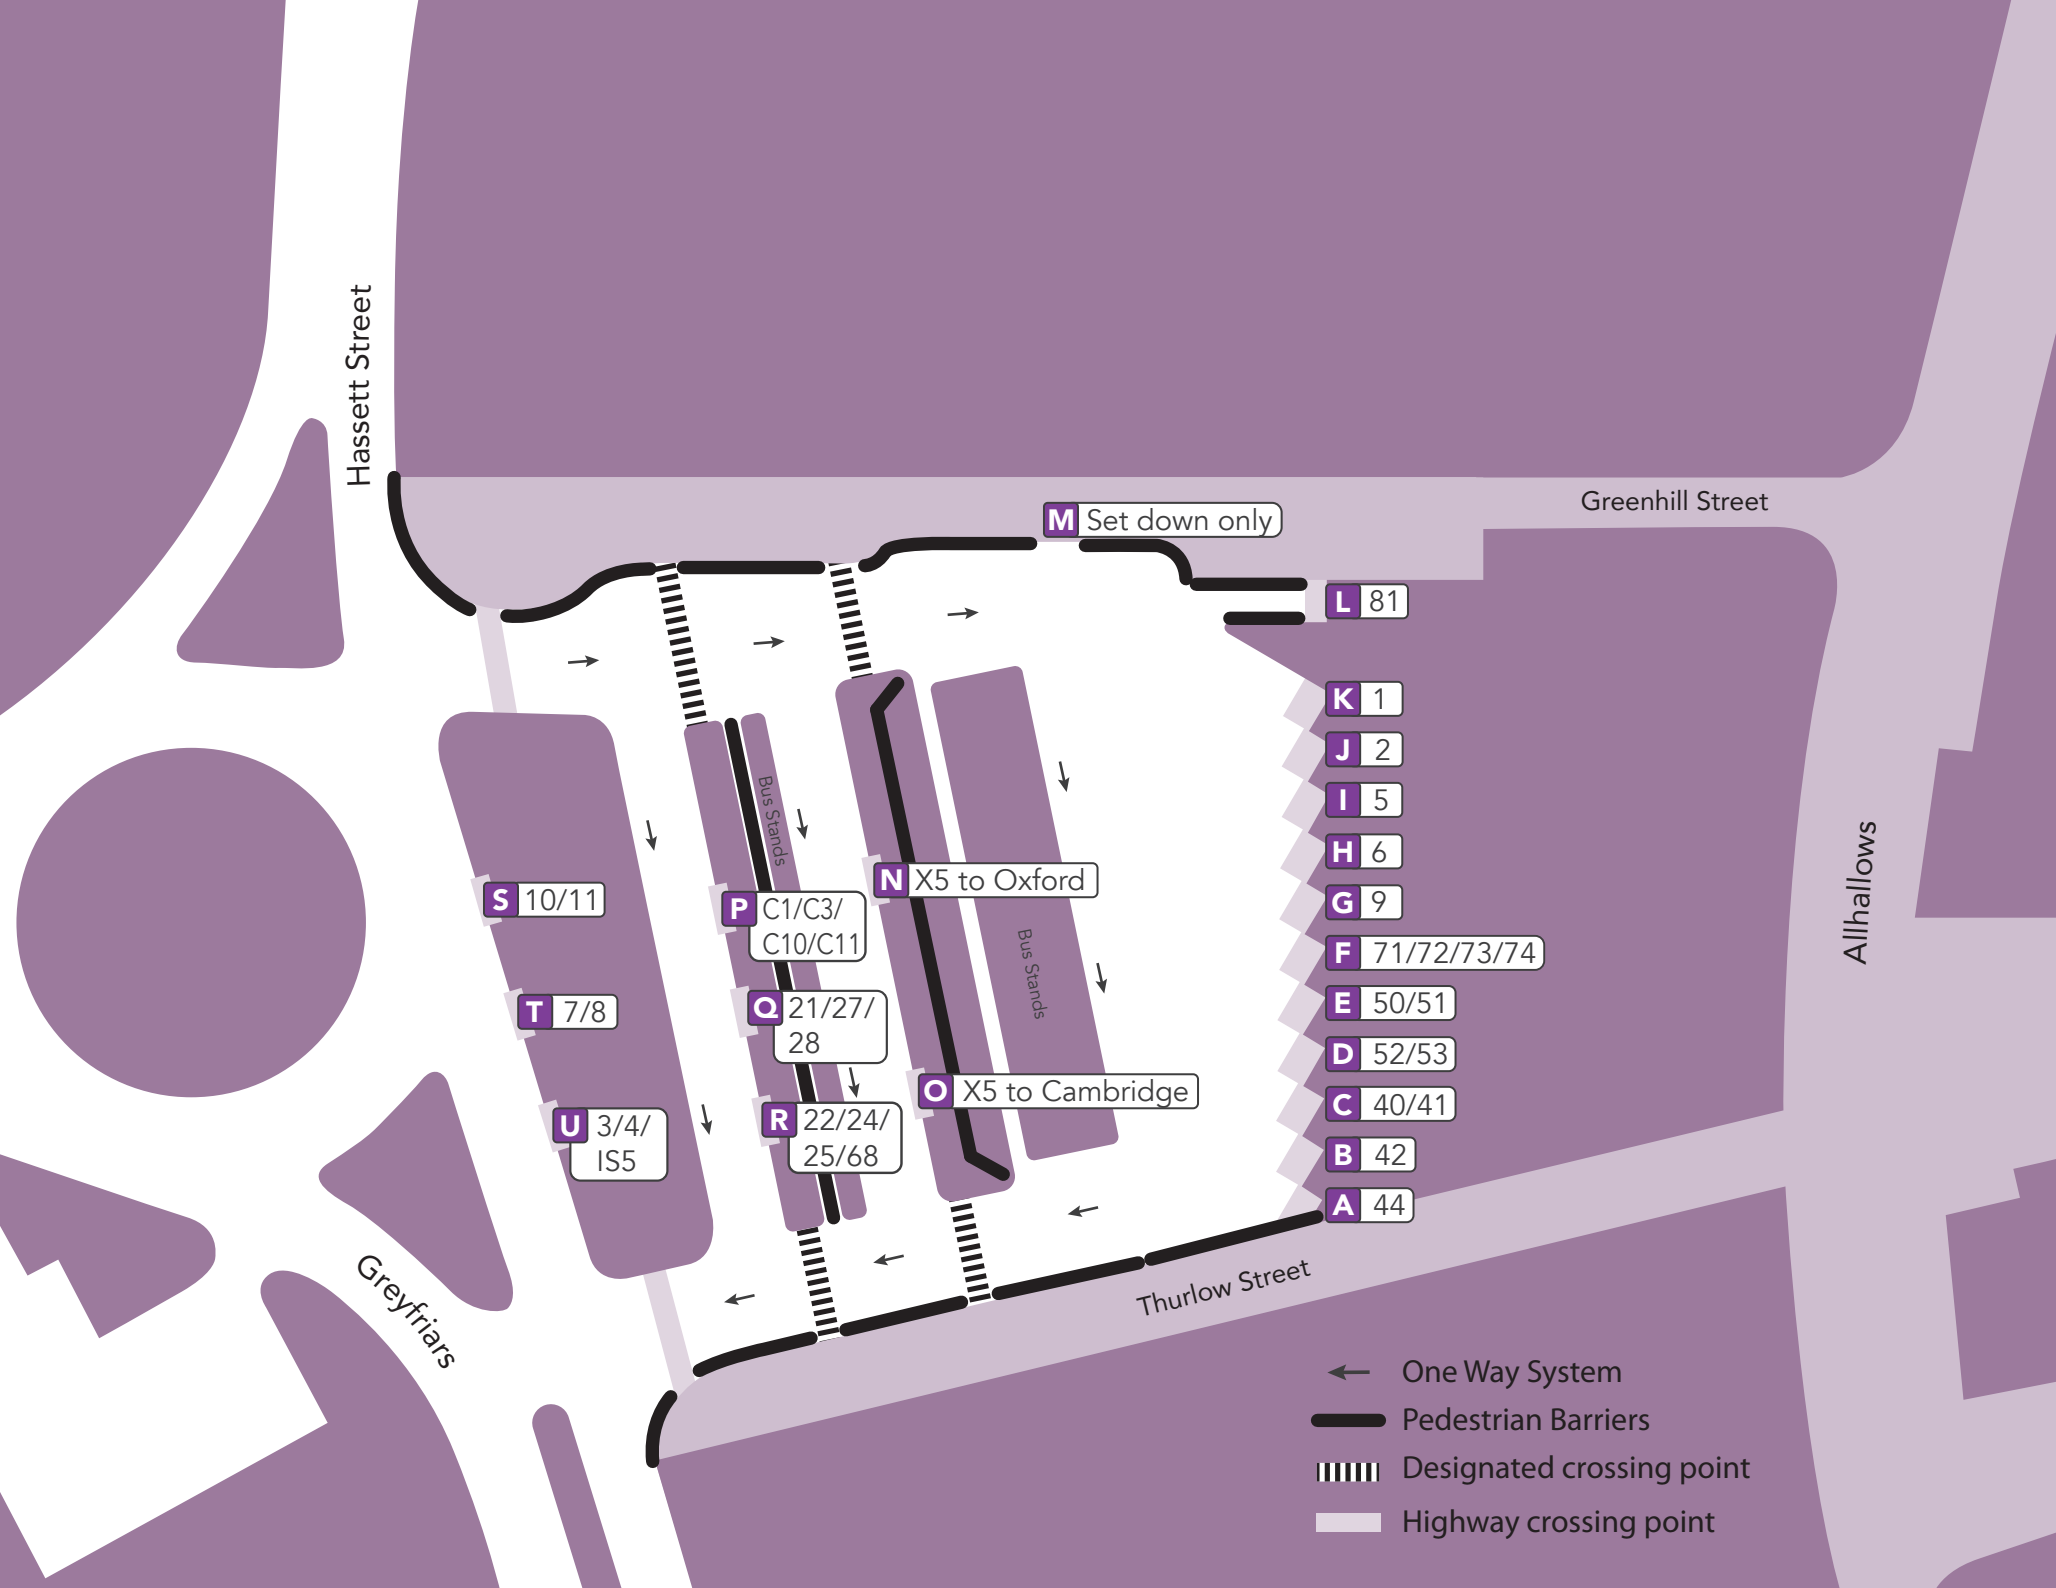 Hassett Street
Greenhill Street
M Set down only
L 81
K 1
J 2
I 5
H 6
G 9
F 71/72/73/74
E 50/51
D 52/53
C 40/41
B 42
A 44
Allhallows
Bus Stands
N X5 to Oxford
Bus Stands
O X5 to Cambridge
P C1/C3/
C10/C11
Q 21/27/
28
R 22/24/
25/68
S 10/11
T 7/8
U 3/4/
IS5
Greyfriars
Thurlow Street
One Way System
Pedestrian Barriers
Designated crossing point
Highway crossing point